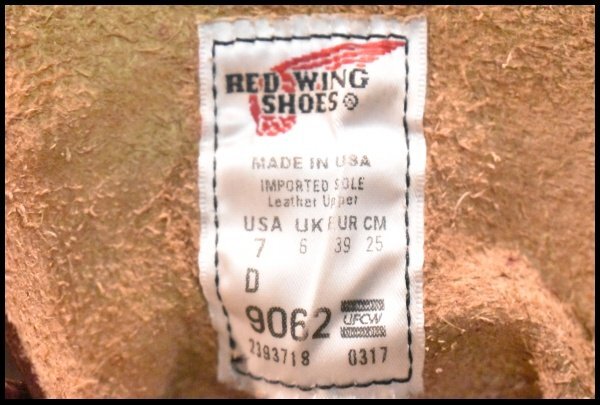 RED WING
SHOES ®
MADE IN USA
IMPORTED SOLE
Leather Upper
USA UK EUR CM
7 6 39 25
D
9062 UFCW
2393718 0317